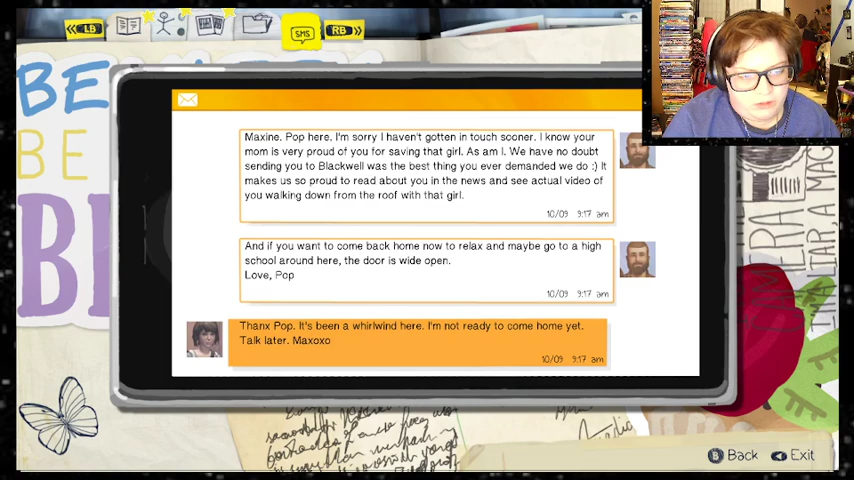 LB
SMS
RB
BE
BE
Maxine. Pop here. I'm sorry I haven't gotten in touch sooner. I know your
mom is very proud of you for saving that girl. As am I. We have no doubt
sending you to Blackwell was the best thing you ever demanded we do :) It
makes us so proud to read about you in the news and see actual video of
you walking down from the roof with that girl.
10/09 9:17 am
And if you want to come back home now to relax and maybe go to a high
school around here, the door is wide open.
Love, Pop
10/09 9:17 am
Thanx Pop. It's been a whirlwind here. I'm not ready to come home yet.
Talk later. Maxoxo
10/09 9:17 am
B Back Exit